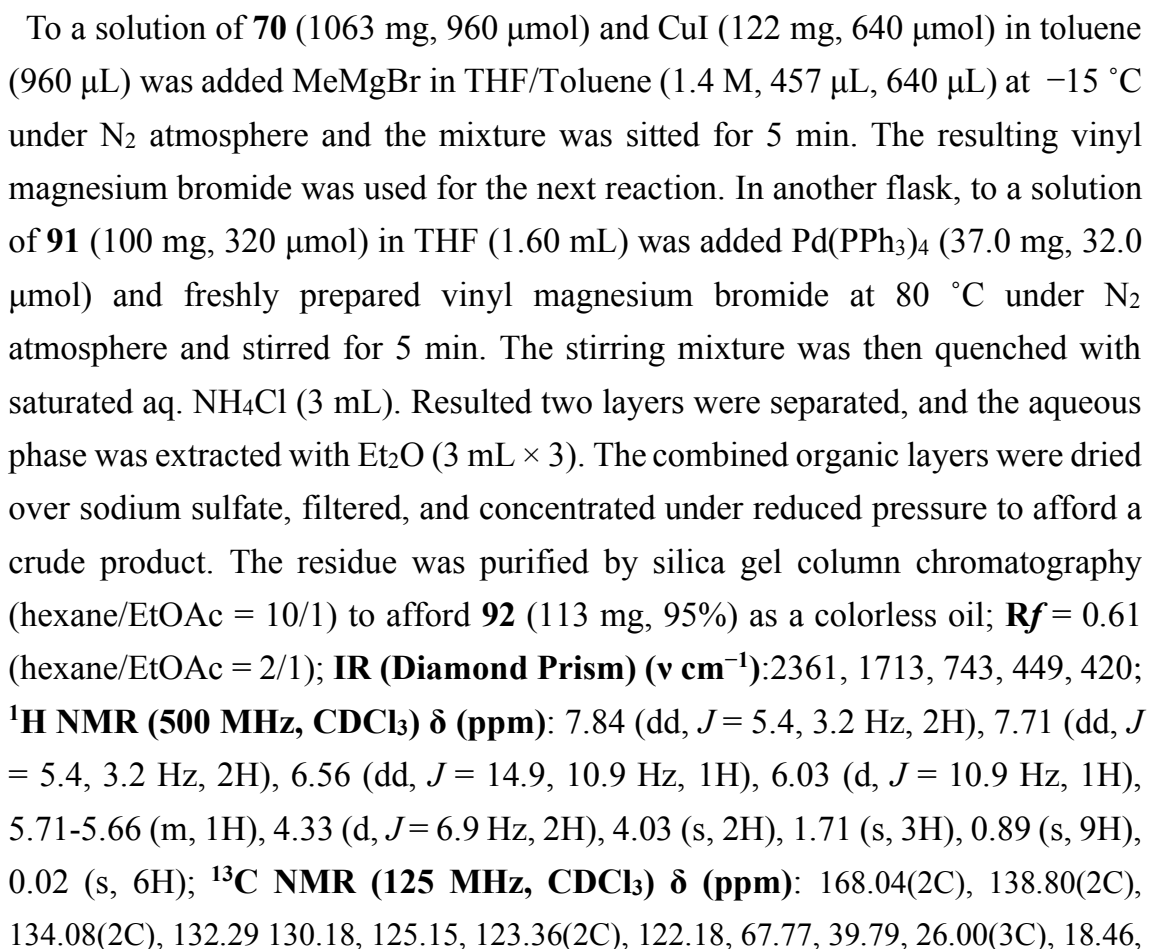 To a solution of 70 (1063 mg, 960 μmol) and CuI (122 mg, 640 μmol) in toluene
(960 μL) was added MeMgBr in THF/Toluene (1.4 M, 457 μL, 640 μL) at −15 ˚C
under N₂ atmosphere and the mixture was sitted for 5 min. The resulting vinyl
magnesium bromide was used for the next reaction. In another flask, to a solution
of 91 (100 mg, 320 μmol) in THF (1.60 mL) was added Pd(PPh₃)₄ (37.0 mg, 32.0
μmol) and freshly prepared vinyl magnesium bromide at 80 ˚C under N₂
atmosphere and stirred for 5 min. The stirring mixture was then quenched with
saturated aq. NH₄Cl (3 mL). Resulted two layers were separated, and the aqueous
phase was extracted with Et₂O (3 mL × 3). The combined organic layers were dried
over sodium sulfate, filtered, and concentrated under reduced pressure to afford a
crude product. The residue was purified by silica gel column chromatography
(hexane/EtOAc = 10/1) to afford 92 (113 mg, 95%) as a colorless oil; Rf = 0.61
(hexane/EtOAc = 2/1); IR (Diamond Prism) (ν cm⁻¹):2361, 1713, 743, 449, 420;
¹H NMR (500 MHz, CDCl₃) δ (ppm): 7.84 (dd, J = 5.4, 3.2 Hz, 2H), 7.71 (dd, J
= 5.4, 3.2 Hz, 2H), 6.56 (dd, J = 14.9, 10.9 Hz, 1H), 6.03 (d, J = 10.9 Hz, 1H),
5.71-5.66 (m, 1H), 4.33 (d, J = 6.9 Hz, 2H), 4.03 (s, 2H), 1.71 (s, 3H), 0.89 (s, 9H),
0.02 (s, 6H); ¹³C NMR (125 MHz, CDCl₃) δ (ppm): 168.04(2C), 138.80(2C),
134.08(2C), 132.29 130.18, 125.15, 123.36(2C), 122.18, 67.77, 39.79, 26.00(3C), 18.46,